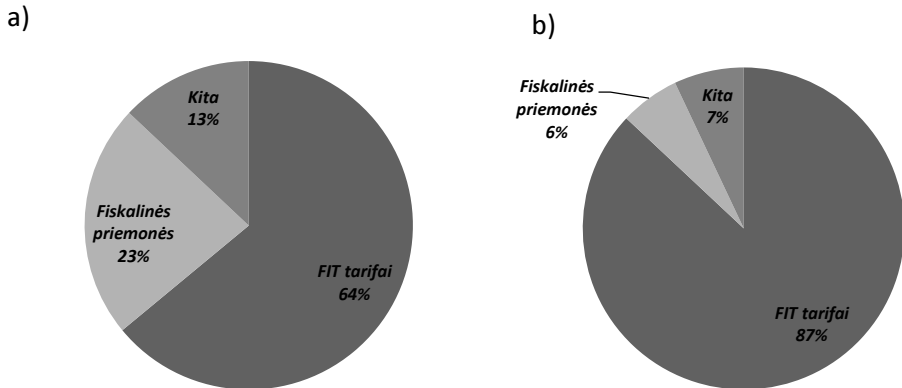 a)
Kita
13%
Fiskalinės
priemonės
23%
FIT tarifai
64%
b)
Fiskalinės
priemonės
6%
Kita
7%
FIT tarifai
87%